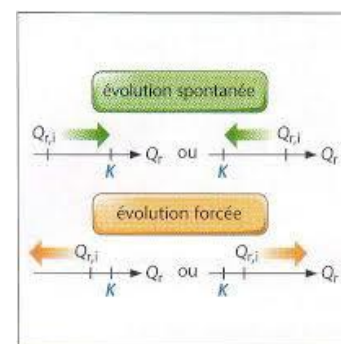 évolution spontanée
Qr,i Qr,i
Qr ou Qr
K K
évolution forcée
Qr,i Qr,i
Qr ou Qr
K K